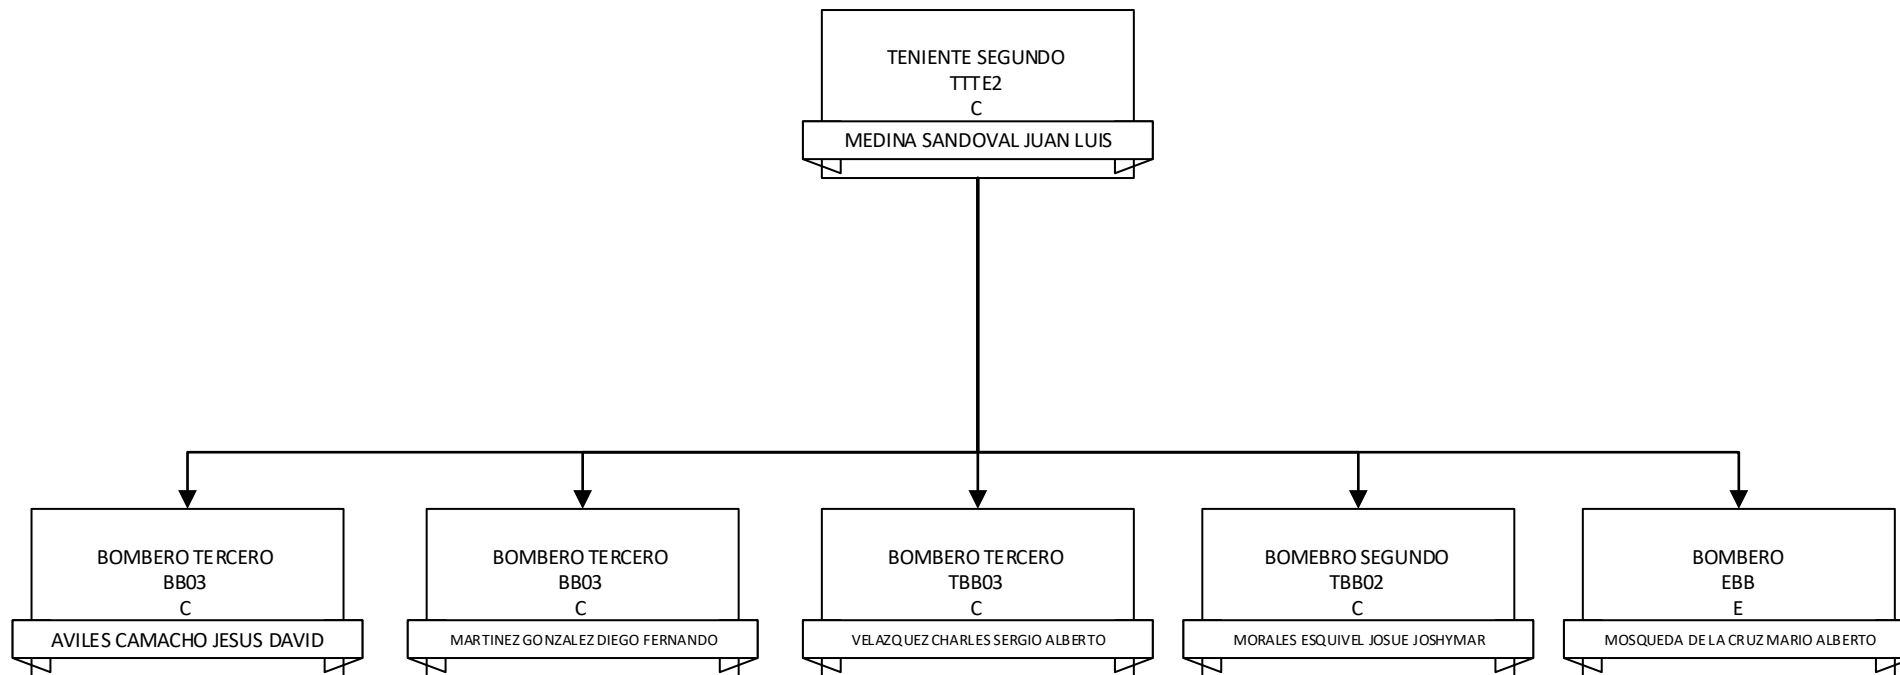 TENIENTE SEGUNDO
TTTE2
C
MEDINA SANDOVAL JUAN LUIS
BOMBERO TERCERO
BB03
C
AVILES CAMACHO JESUS DAVID
BOMBERO TERCERO
BB03
C
MARTINEZ GONZALEZ DIEGO FERNANDO
BOMBERO TERCERO
TBB03
C
VELAZQUEZ CHARLES SERGIO ALBERTO
BOMEBRO SEGUNDO
TBB02
C
MORALES ESQUIVEL JOSUE JOSHYMAR
BOMBERO
EBB
E
MOSQUEDA DE LA CRUZ MARIO ALBERTO